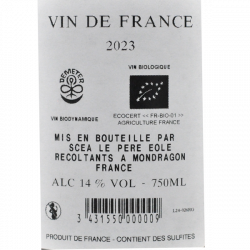 VIN DE FRANCE
2023
DEMETER
VIN BIODYNAMIQUE
VIN BIOLOGIQUE
ECOCERT << FR-BIO-01 >>
AGRICULTURE FRANCE
MIS EN BOUTEILLE PAR
SCEA LE PERE EOLE
RECOLTANTS A MONDRAGON
FRANCE
ALC 14 % VOL - 750ML
3 431550 000009
PRODUIT DE FRANCE - CONTIENT DES SULFITES